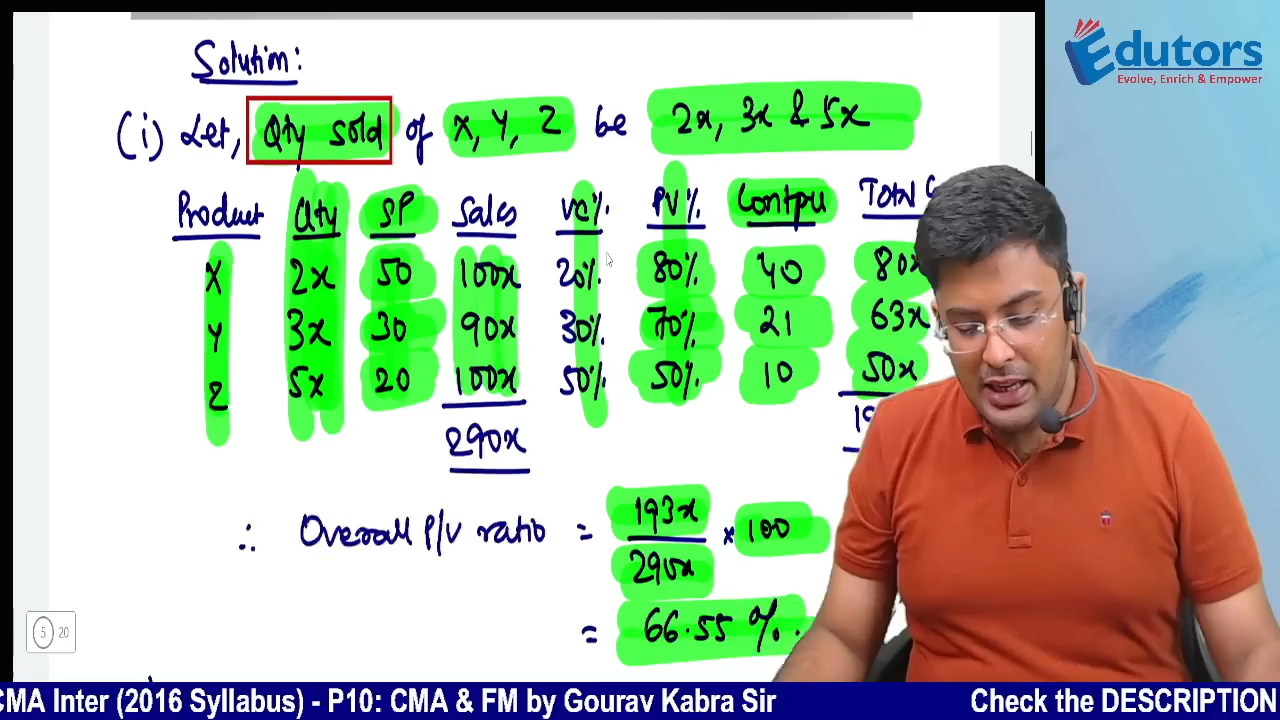 Edutors
Evolve, Enrich & Empower
Solution:
(i) Let, Qty sold of X, Y, Z be 2x, 3x & 5x
Product Qty SP Sales VC% PV% Contpu Total
X 2x 50 100x 20% 80% 40 80x
Y 3x 30 90x 30% 70% 21 63x
Z 5x 20 100x 50% 50% 10 50x
290x
∴ Overall P/V ratio = 193x / 290x × 100
= 66.55 %.
5 20
CMA Inter (2016 Syllabus) - P10: CMA & FM by Gourav Kabra Sir
Check the DESCRIPTION